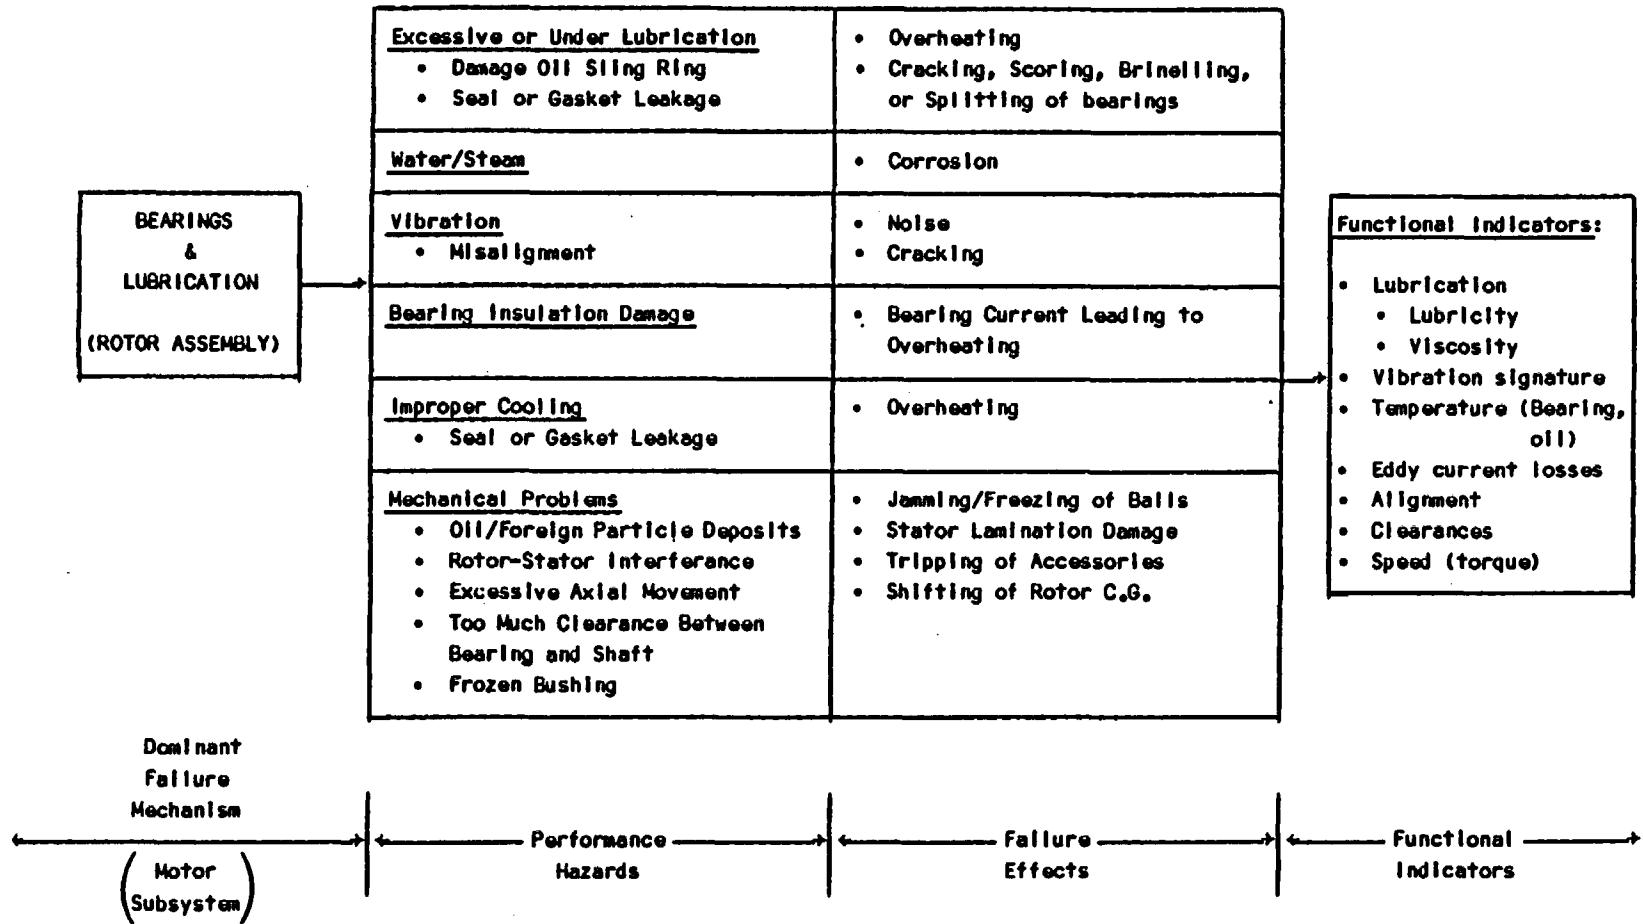 BEARINGS
&
LUBRICATION
(ROTOR ASSEMBLY)
Excessive or Under Lubrication
• Damage Oil Sling Ring
• Seal or Gasket Leakage
• Overheating
• Cracking, Scoring, Brinelling,
or Splitting of bearings
Water/Steam
• Corrosion
Vibration
• Misalignment
• Noise
• Cracking
Bearing Insulation Damage
• Bearing Current Leading to
Overheating
Improper Cooling
• Seal or Gasket Leakage
• Overheating
Mechanical Problems
• Oil/Foreign Particle Deposits
• Rotor-Stator Interferance
• Excessive Axial Movement
• Too Much Clearance Between
Bearing and Shaft
• Frozen Bushing
• Jamming/Freezing of Balls
• Stator Lamination Damage
• Tripping of Accessories
• Shifting of Rotor C.G.
Functional Indicators:
• Lubrication
• Lubricity
• Viscosity
• Vibration signature
• Temperature (Bearing,
oil)
• Eddy current losses
• Alignment
• Clearances
• Speed (torque)
Dominant
Failure
Mechanism
(Motor
Subsystem)
Performance
Hazards
Failure
Effects
Functional
Indicators